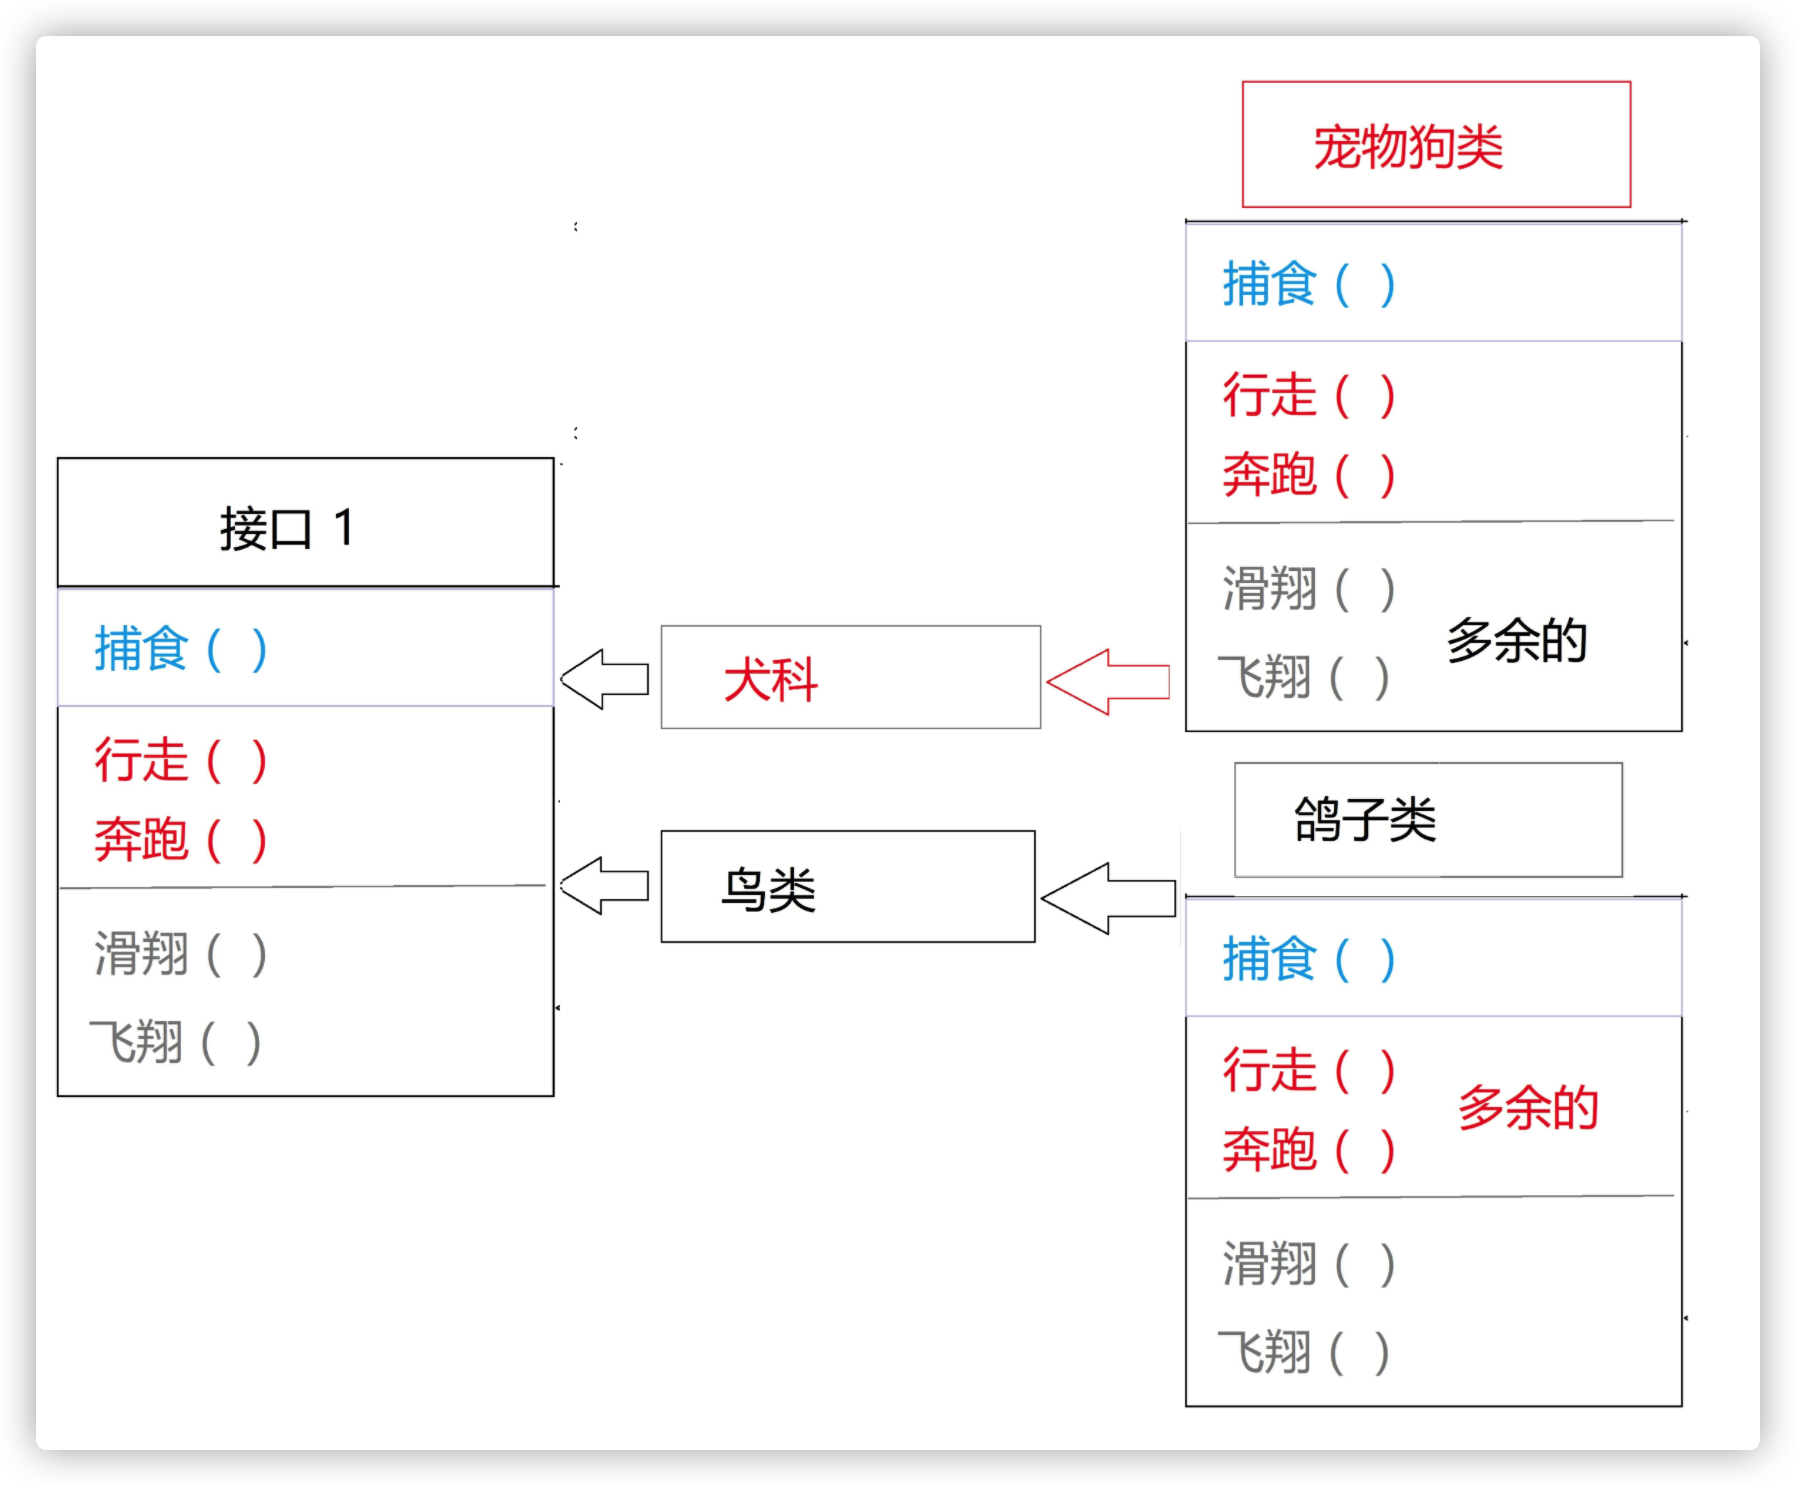 接口 1
捕食（ ）
行走（ ）
奔跑（ ）
滑翔（ ）
飞翔（ ）
犬科
鸟类
宠物狗类
捕食（ ）
行走（ ）
奔跑（ ）
滑翔（ ）
多余的
飞翔（ ）
鸽子类
捕食（ ）
行走（ ）
多余的
奔跑（ ）
滑翔（ ）
飞翔（ ）